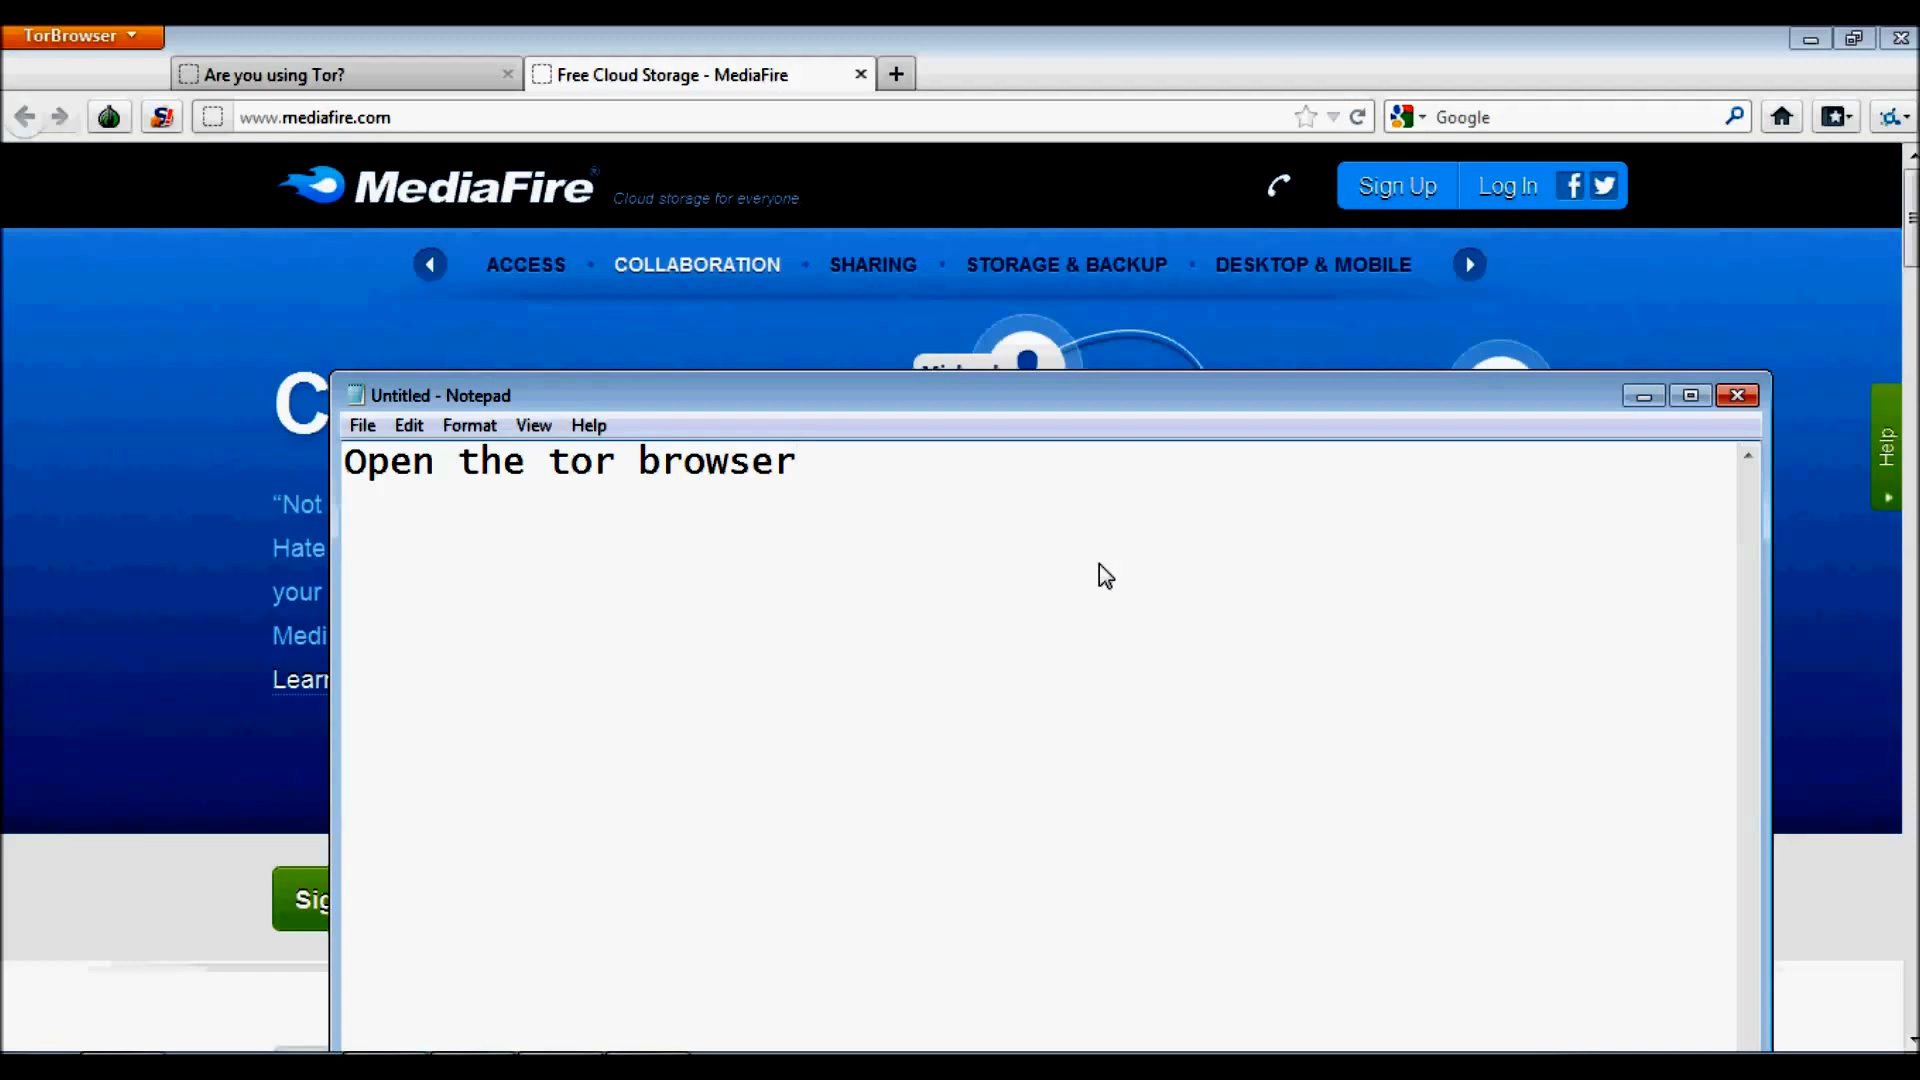 TorBrowser
Are you using Tor?
Free Cloud Storage - MediaFire
www.mediafire.com
Google
MediaFire
Cloud storage for everyone
Sign Up
Log In
ACCESS
COLLABORATION
SHARING
STORAGE & BACKUP
DESKTOP & MOBILE
C
Untitled - Notepad
File Edit Format View Help
Open the tor browser
Help
“Not
Hate
your
Medi
Lear
Sig